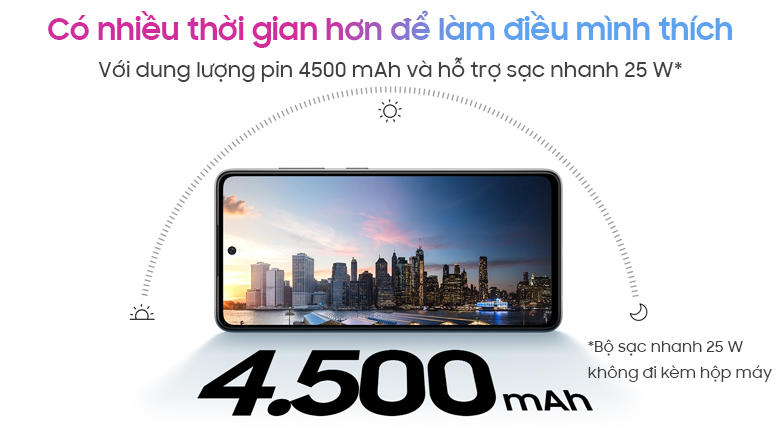 Có nhiều thời gian hơn để làm điều mình thích
Với dung lượng pin 4500 mAh và hỗ trợ sạc nhanh 25 W*
*Bộ sạc nhanh 25 W
không đi kèm hộp máy
4.500 mAh